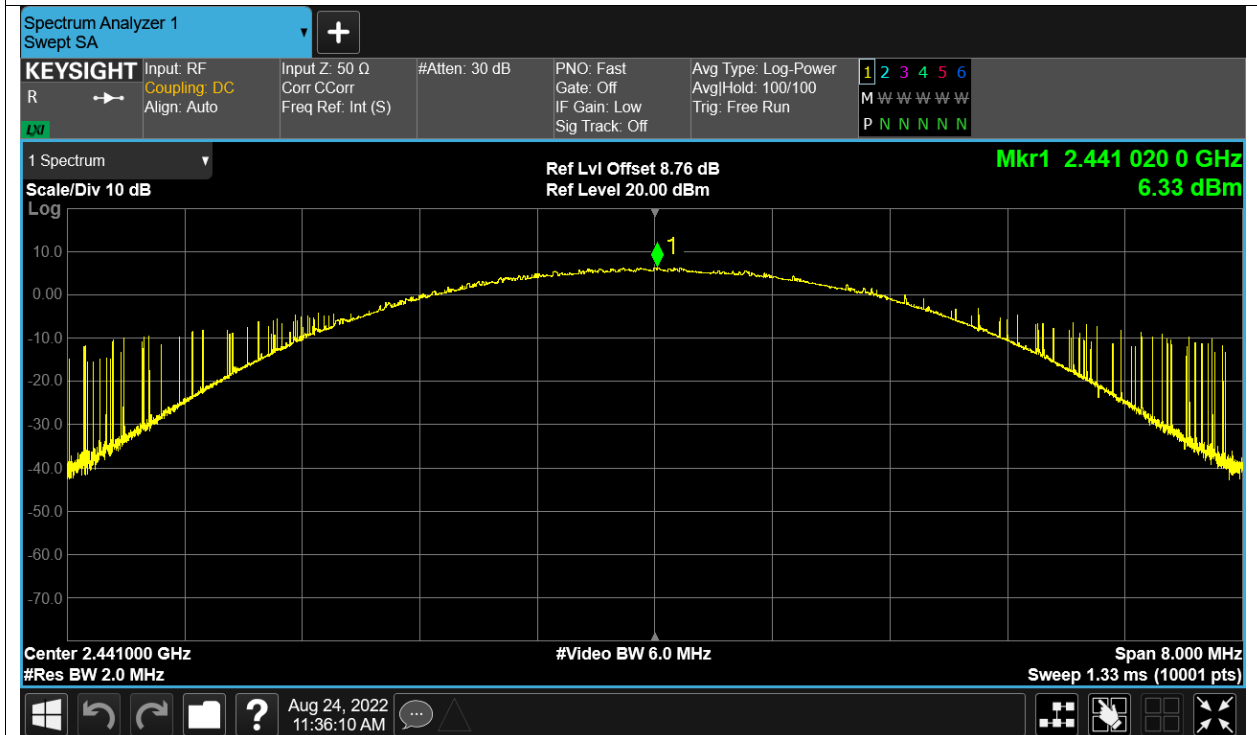 Spectrum Analyzer 1
Swept SA
KEYSIGHT
R
LXI
Input: RF
Coupling: DC
Align: Auto
Input Z: 50 Ω
Corr CCorr
Freq Ref: Int (S)
#Atten: 30 dB
PNO: Fast
Gate: Off
IF Gain: Low
Sig Track: Off
Avg Type: Log-Power
Avg|Hold: 100/100
Trig: Free Run
1 2 3 4 5 6
M W W W W W
P N N N N N N
1 Spectrum
Scale/Div 10 dB
Log
Ref Lvl Offset 8.76 dB
Ref Level 20.00 dBm
Mkr1 2.441 020 0 GHz
6.33 dBm
1
10.0
0.00
-10.0
-20.0
-30.0
-40.0
-50.0
-60.0
-70.0
Center 2.441000 GHz
#Res BW 2.0 MHz
#Video BW 6.0 MHz
Span 8.000 MHz
Sweep 1.33 ms (10001 pts)
?
Aug 24, 2022
11:36:10 AM